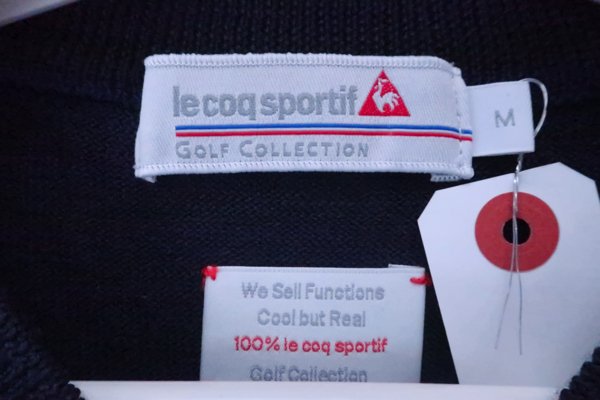 le coq sportif
GOLF COLLECTION
M
We Sell Functions
Cool but Real
100% le coq sportif
Golf Collection